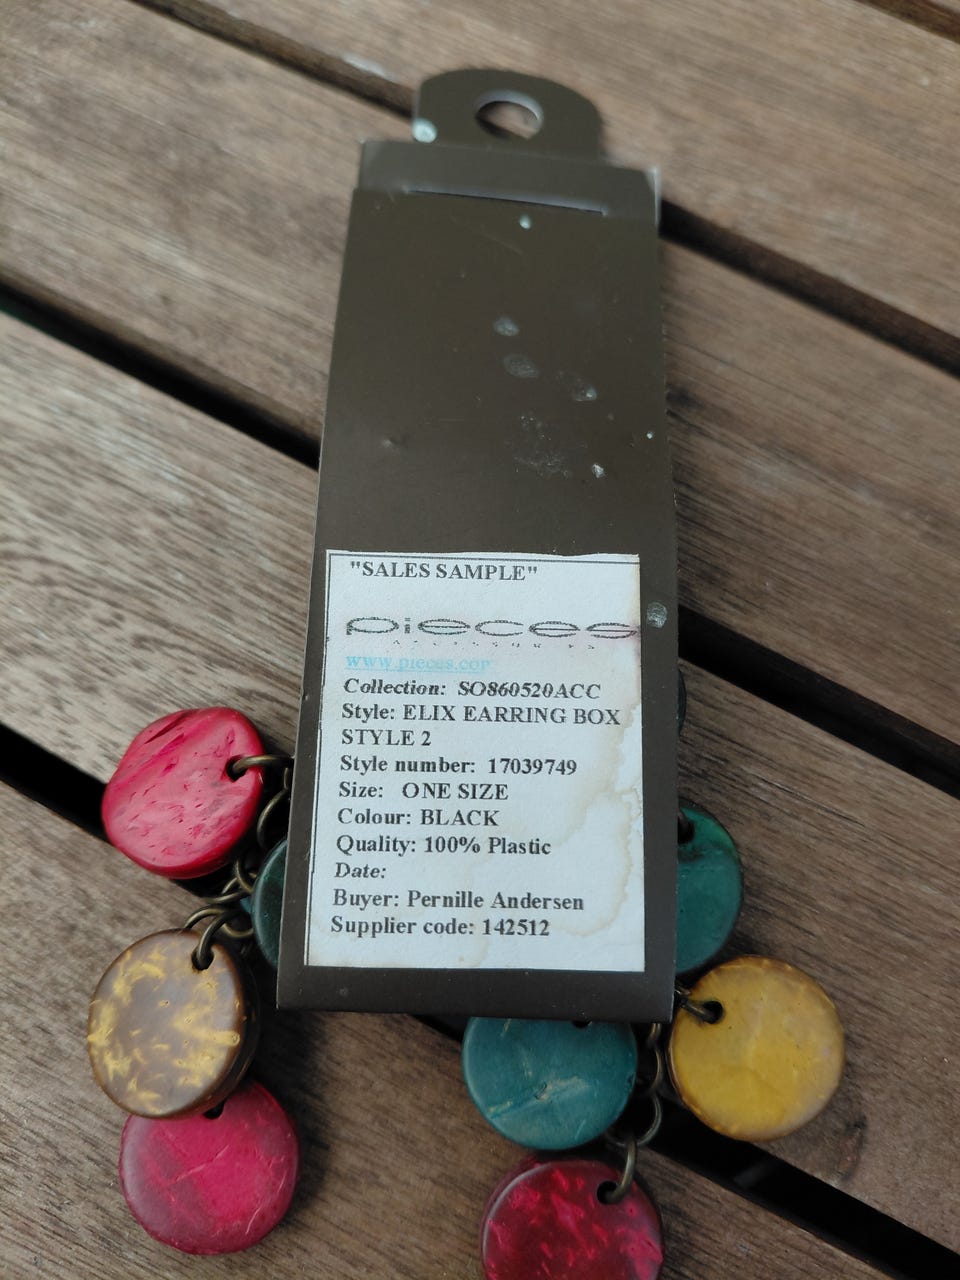 "SALES SAMPLE"
pieces
www.pieces.com
Collection: SO860520ACC
Style: ELIX EARRING BOX
STYLE 2
Style number: 17039749
Size: ONE SIZE
Colour: BLACK
Quality: 100% Plastic
Date:
Buyer: Pernille Andersen
Supplier code: 142512